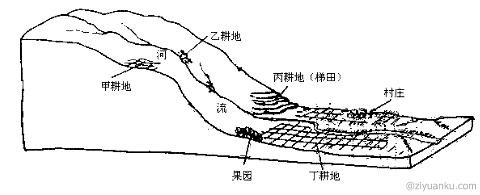 乙耕地
河
丙耕地（梯田）
村庄
甲耕地
流
果园
丁耕地
@ziyuanku.com